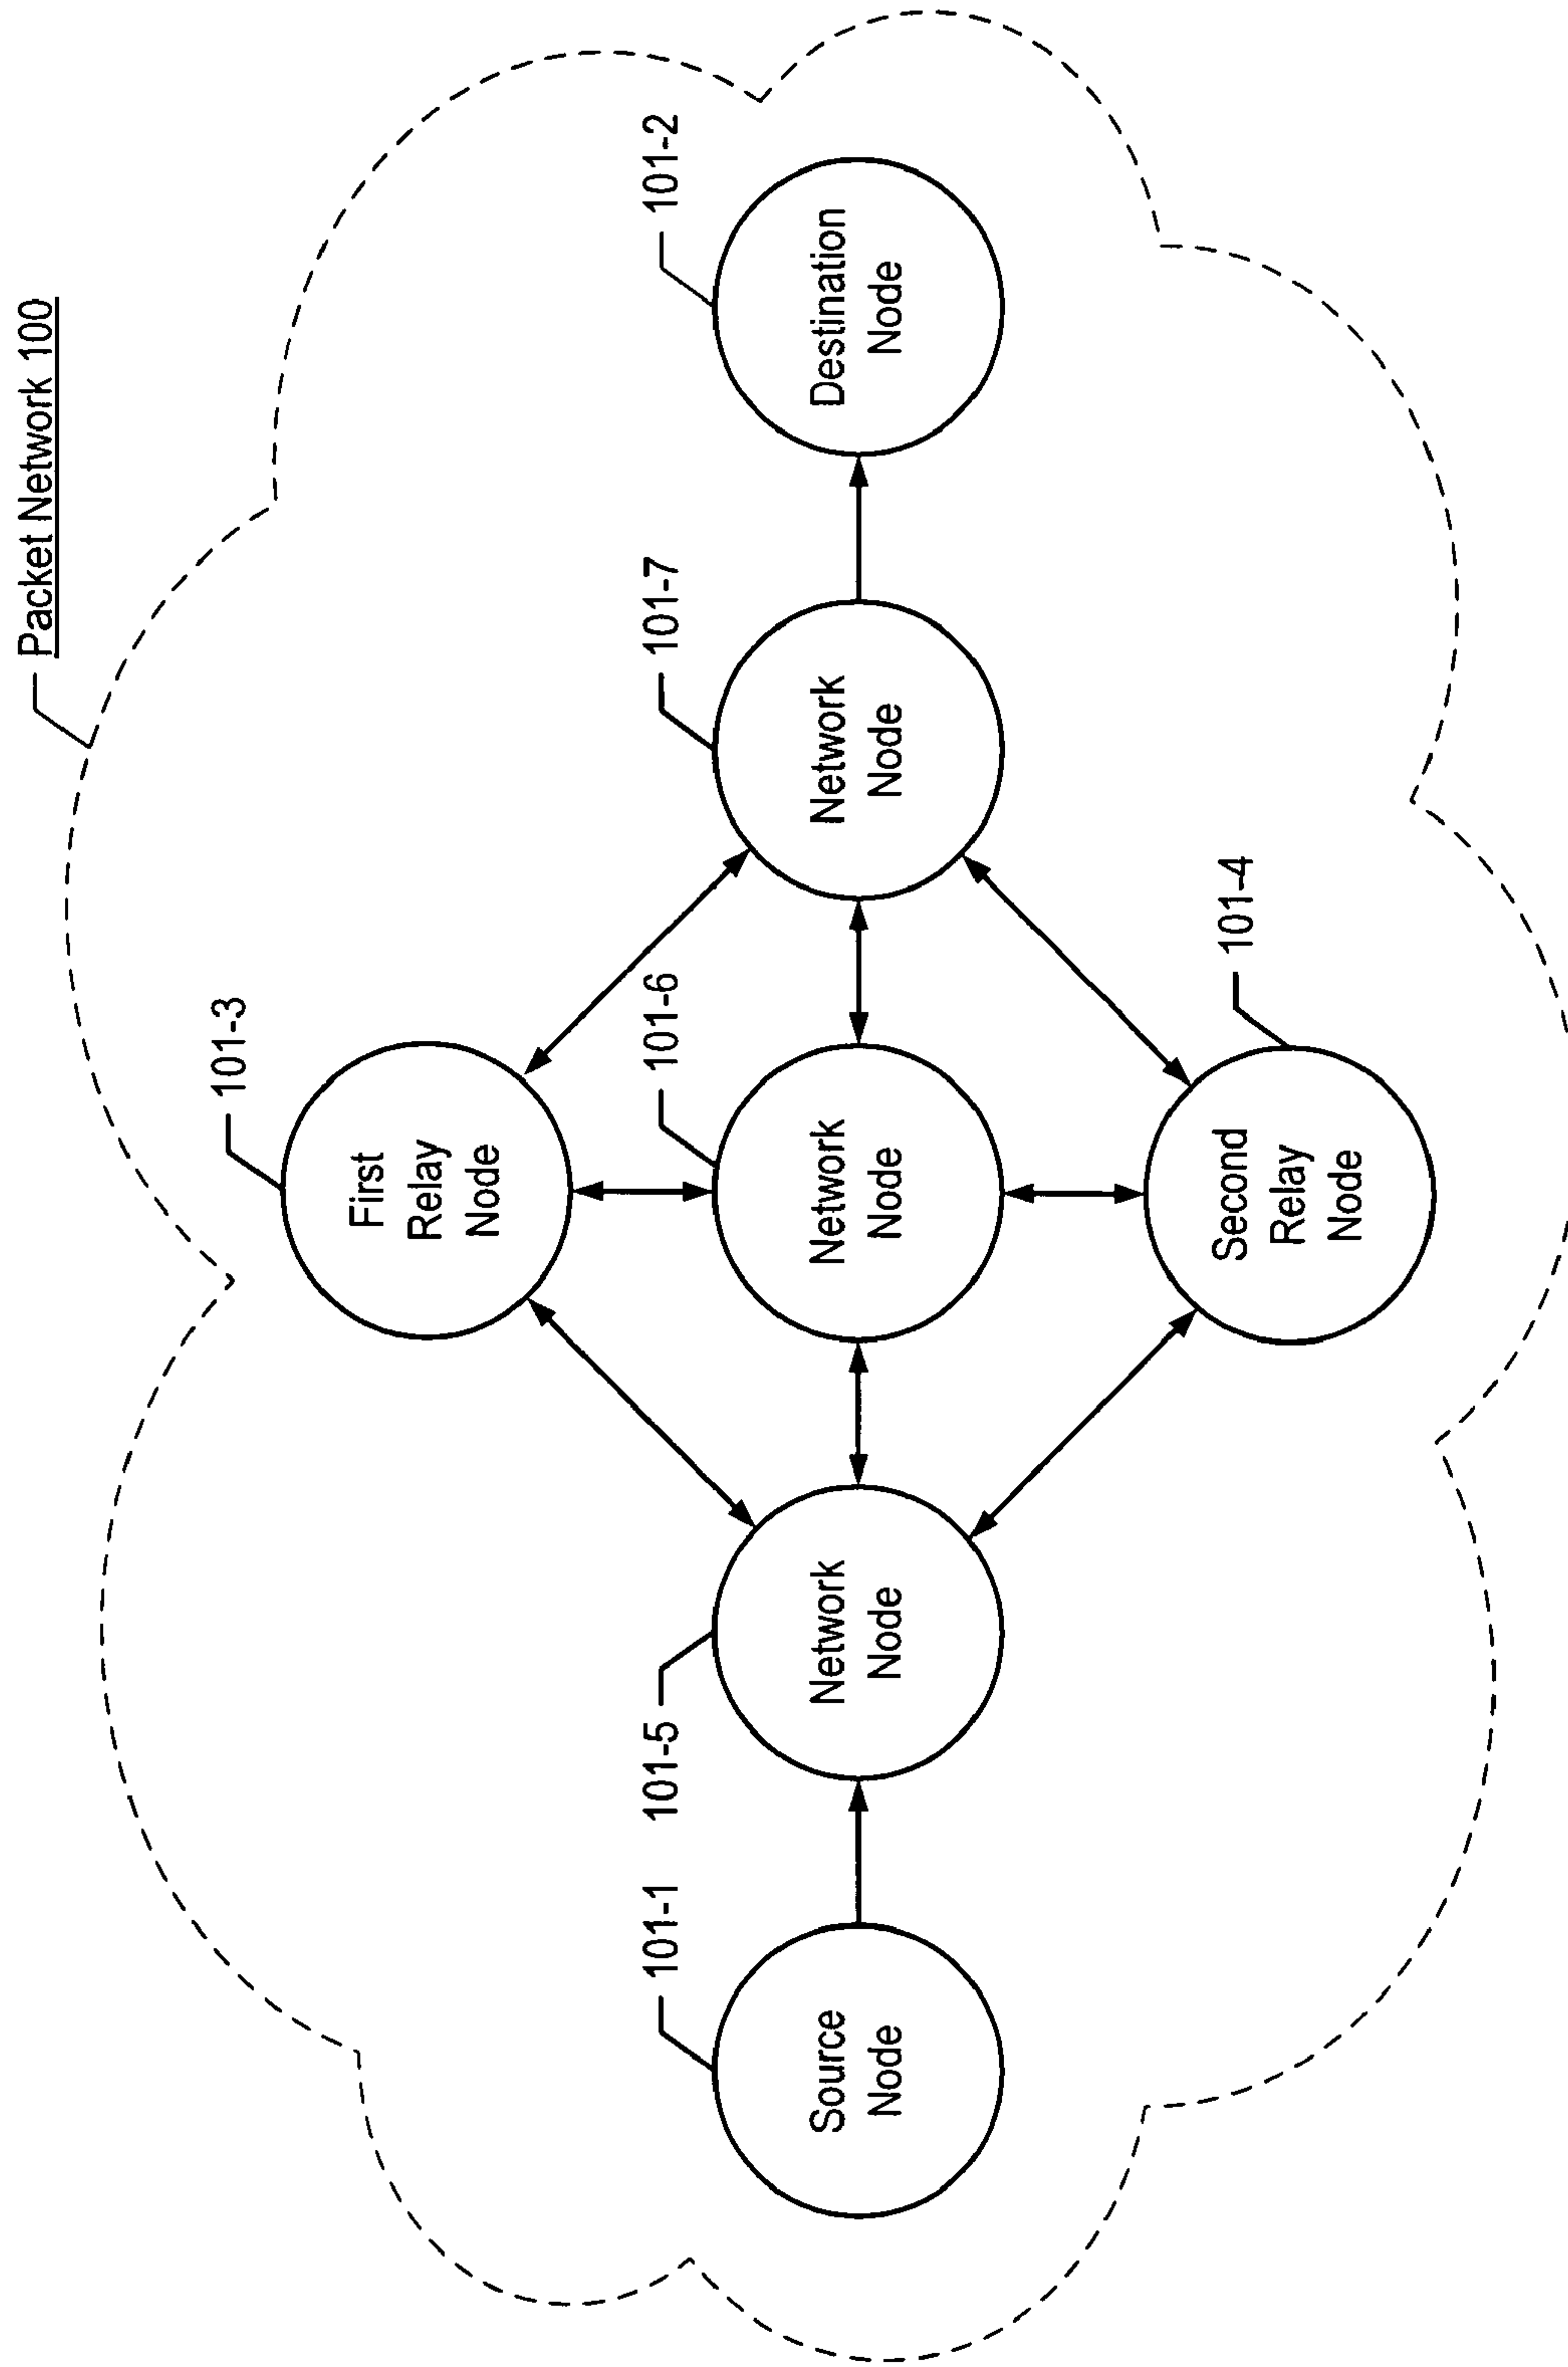 Packet Network 100
101-3
First
Relay
Node
101-1
101-5
101-6
101-7
101-2
Source
Node
Network
Node
Network
Node
Network
Node
Destination
Node
101-4
Second
Relay
Node